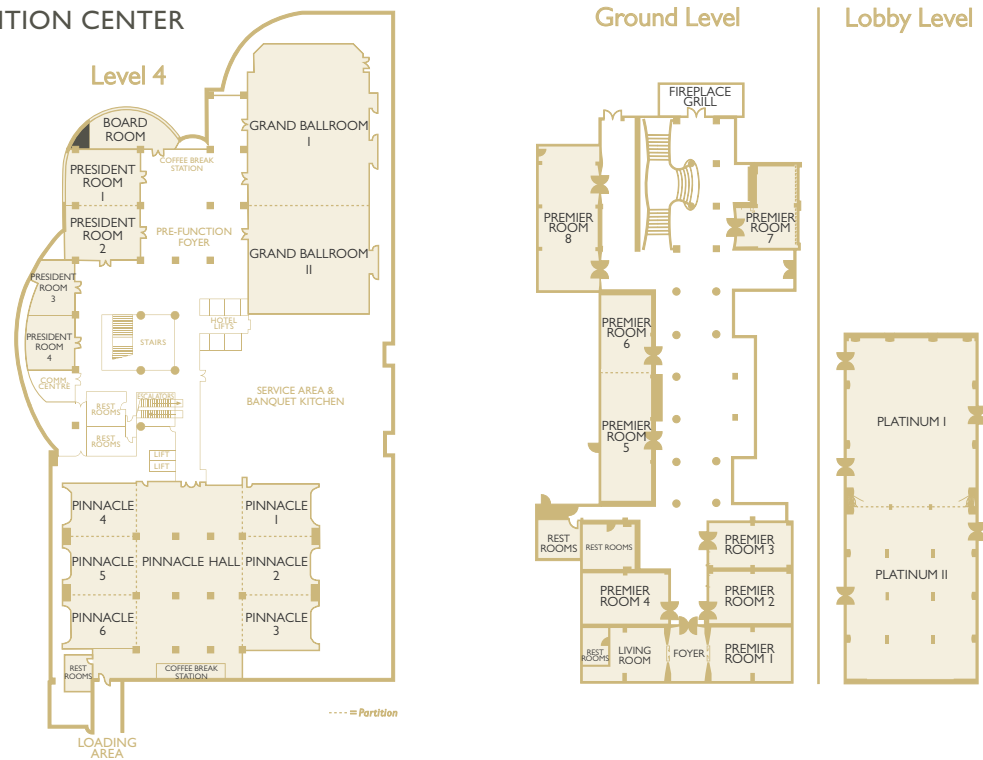 ITION CENTER
Level 4
BOARD
ROOM
PRESIDENT
ROOM
1
PRESIDENT
ROOM
2
PRESIDENT
ROOM
3
PRESIDENT
ROOM
4
COMM.
CENTRE
COFFEE BREAK
STATION
PRE-FUNCTION
FOYER
GRAND BALLROOM
I
GRAND BALLROOM
II
HOTEL
LIFTS
STAIRS
ESCALATORS
REST
ROOMS
REST
ROOMS
LIFT
LIFT
SERVICE AREA &
BANQUET KITCHEN
PINNACLE
4
PINNACLE
5
PINNACLE
6
PINNACLE HALL
PINNACLE
1
PINNACLE
2
PINNACLE
3
REST
ROOMS
COFFEE BREAK
STATION
LOADING
AREA
---- = Partition
Ground Level
FIREPLACE
GRILL
PREMIER
ROOM
8
PREMIER
ROOM
7
PREMIER
ROOM
6
PREMIER
ROOM
5
REST
ROOMS
REST ROOMS
PREMIER
ROOM 3
PREMIER
ROOM 4
PREMIER
ROOM 2
REST
ROOMS
LIVING
ROOM
FOYER
PREMIER
ROOM 1
Lobby Level
PLATINUM I
PLATINUM II